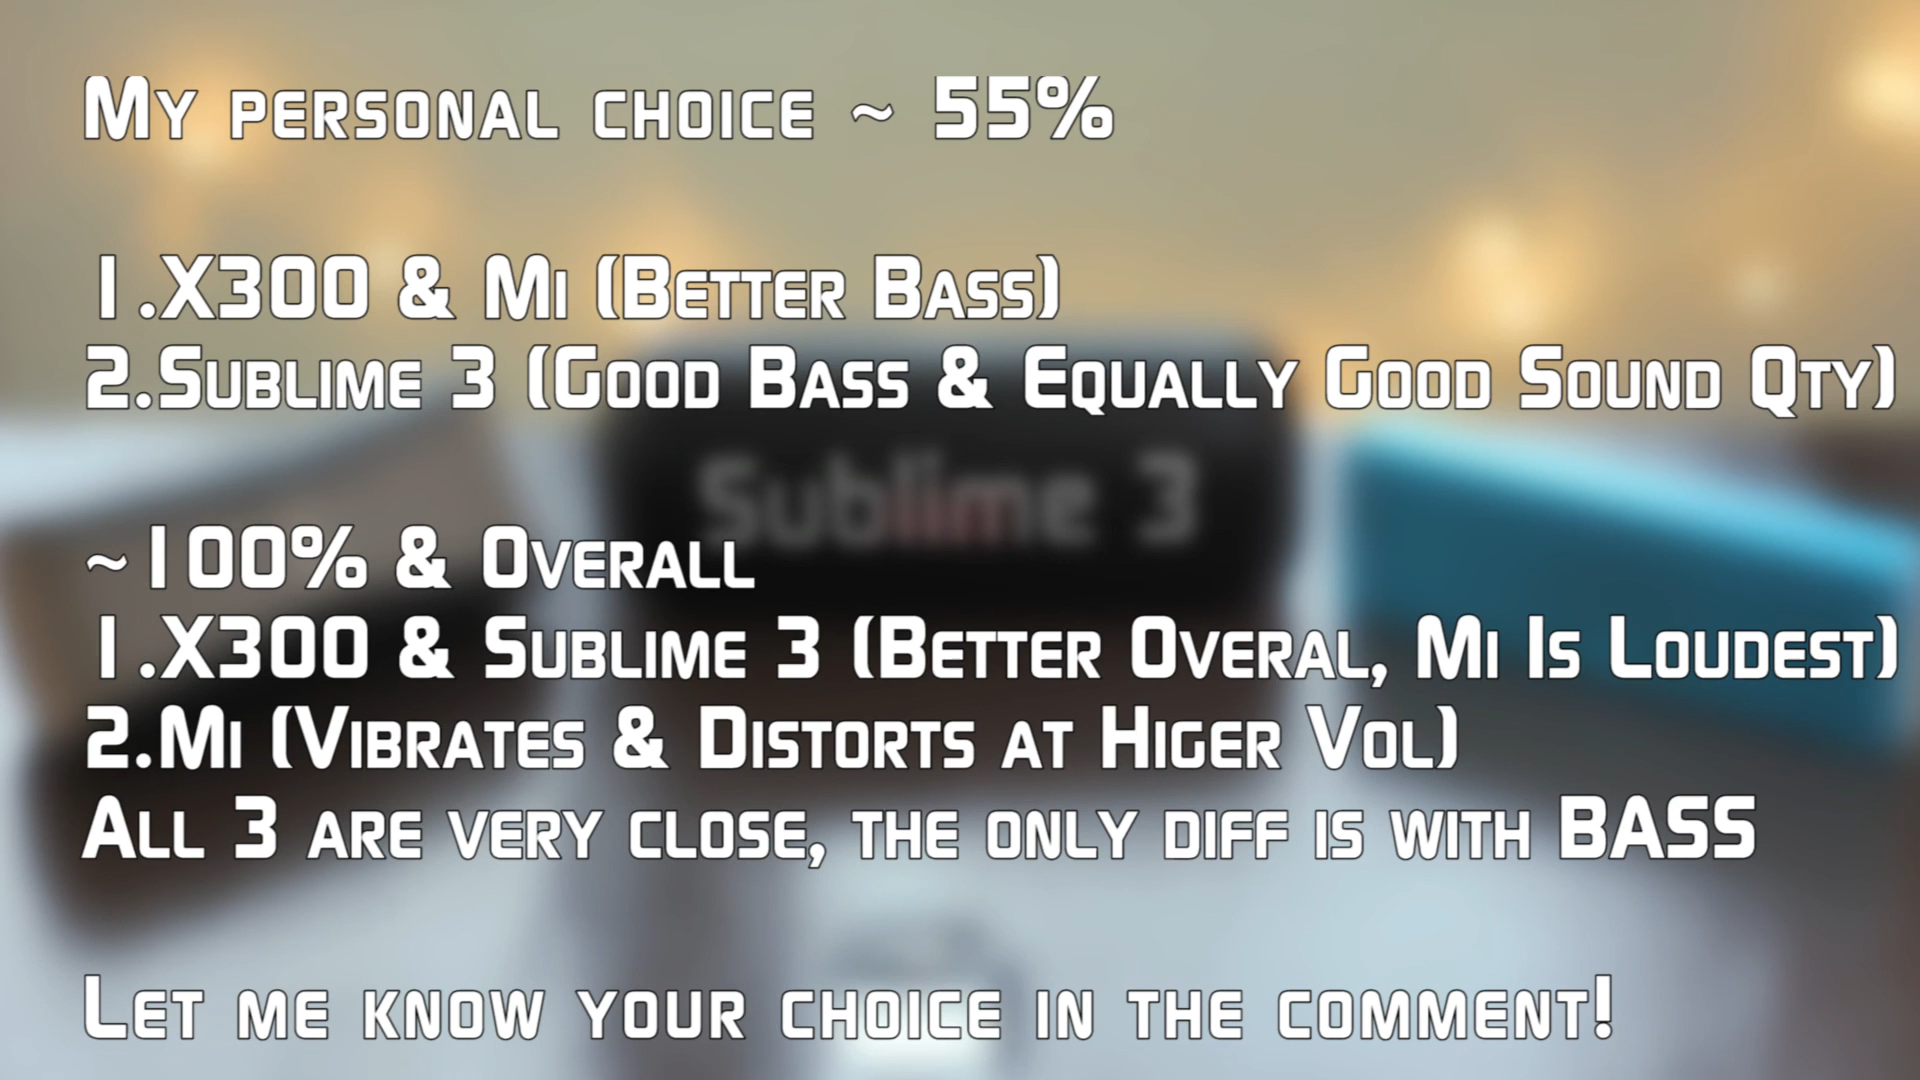 My personal choice ~ 55%
1.X300 & Mi (Better Bass)
2.Sublime 3 (Good Bass & Equally Good Sound Qty)
Sublime 3
~100% & Overall
1.X300 & Sublime 3 (Better Overal, Mi Is Loudest)
2.Mi (Vibrates & Distorts at Higer Vol)
All 3 are very close, the only diff is with BASS
Let me know your choice in the comment!